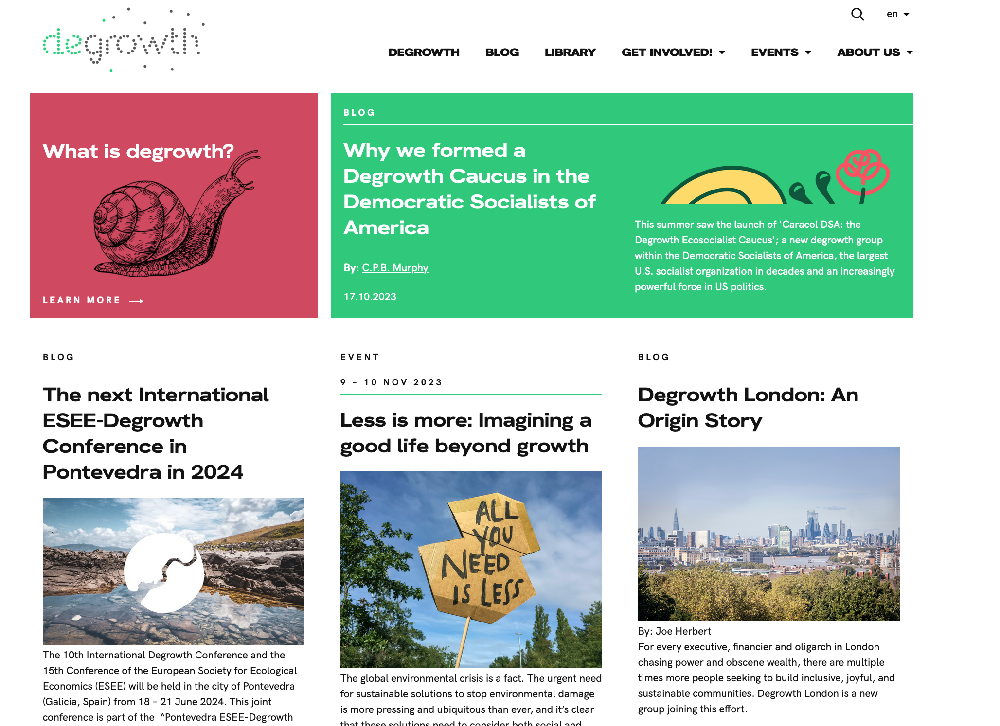 degrowth
en
DEGROWTH
BLOG
LIBRARY
GET INVOLVED!
EVENTS
ABOUT US
What is degrowth?
LEARN MORE
BLOG
Why we formed a
Degrowth Caucus in the
Democratic Socialists of
America
By: C.P.B. Murphy
17.10.2023
This summer saw the launch of 'Caracol DSA: the
Degrowth Ecosocialist Caucus'; a new degrowth group
within the Democratic Socialists of America, the largest
U.S. socialist organization in decades and an increasingly
powerful force in US politics.
BLOG
The next International
ESEE-Degrowth
Conference in
Pontevedra in 2024
The 10th International Degrowth Conference and the
15th Conference of the European Society for Ecological
Economics (ESEE) will be held in the city of Pontevedra
(Galicia, Spain) from 18 – 21 June 2024. This joint
conference is part of the “Pontevedra ESEE-Degrowth
EVENT
9 – 10 NOV 2023
Less is more: Imagining a
good life beyond growth
ALL
YOU
NEED
IS LESS
The global environmental crisis is a fact. The urgent need
for sustainable solutions to stop environmental damage
is more pressing and ubiquitous than ever, and it’s clear
that these solutions need to consider both social and
BLOG
Degrowth London: An
Origin Story
By: Joe Herbert
For every executive, financier and oligarch in London
chasing power and obscene wealth, there are multiple
times more people seeking to build inclusive, joyful, and
sustainable communities. Degrowth London is a new
group joining this effort.